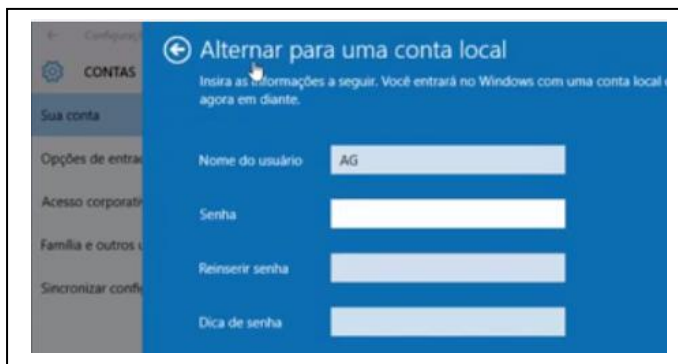 Configuraç
CONTAS
Sua conta
Opções de entra
Acesso corporati
Família e outros u
Sincronizar config
Alternar para uma conta local
Insira as informações a seguir. Você entrará no Windows com uma conta local
agora em diante.
Nome do usuário AG
Senha
Reinserir senha
Dica de senha